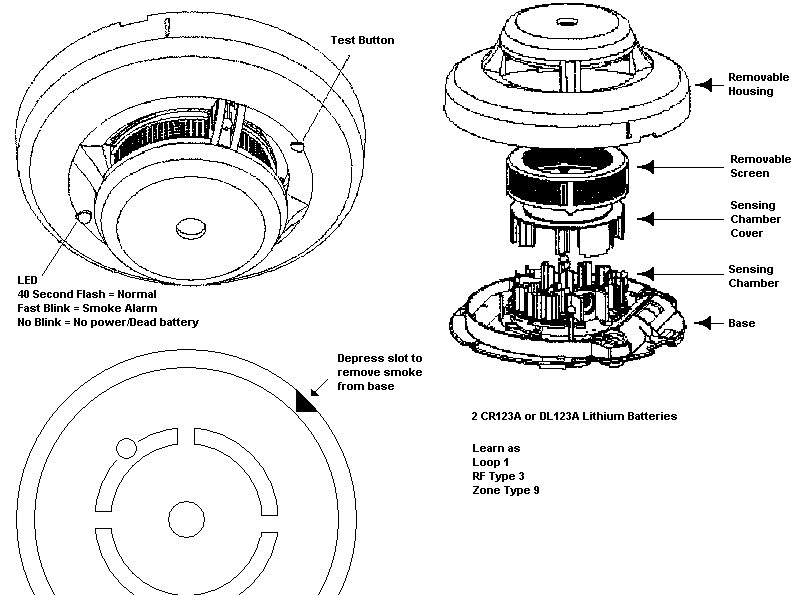 Test Button
LED
40 Second Flash = Normal
Fast Blink = Smoke Alarm
No Blink = No power/Dead battery
Depress slot to
remove smoke
from base
Removable
Housing
Removable
Screen
Sensing
Chamber
Cover
Sensing
Chamber
Base
2 CR123A or DL123A Lithium Batteries
Learn as
Loop 1
RF Type 3
Zone Type 9